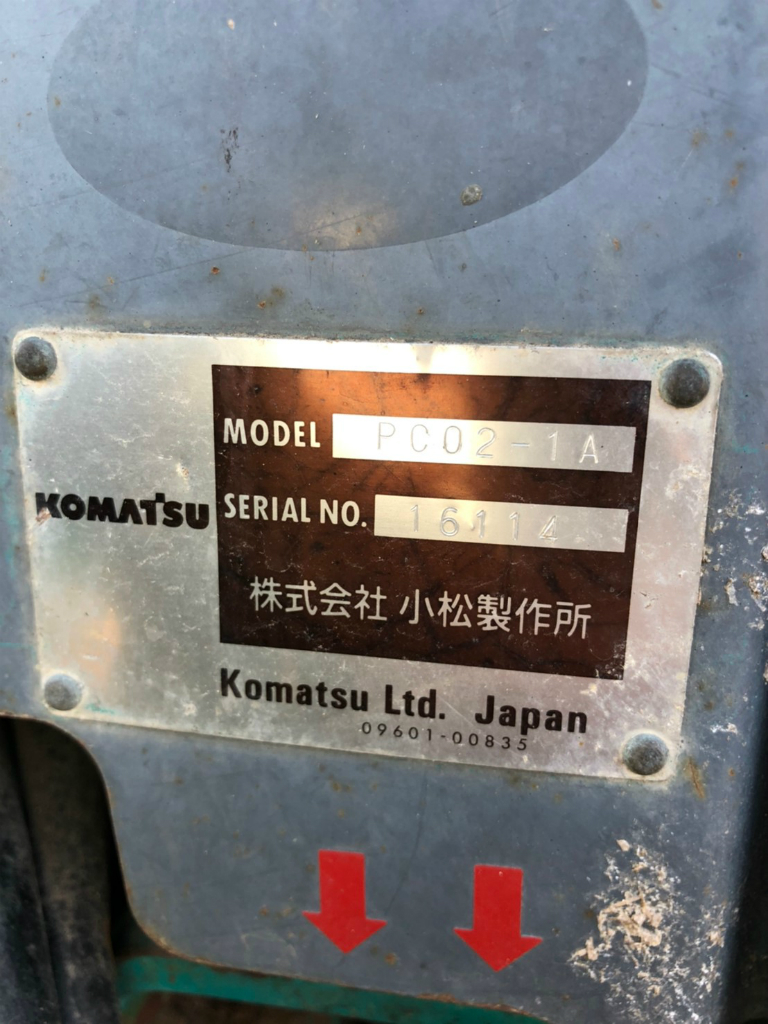 MODEL PC02-1A
KOMATSU
SERIAL NO. 16114
株式会社 小松製作所
Komatsu Ltd. Japan
09601-00835